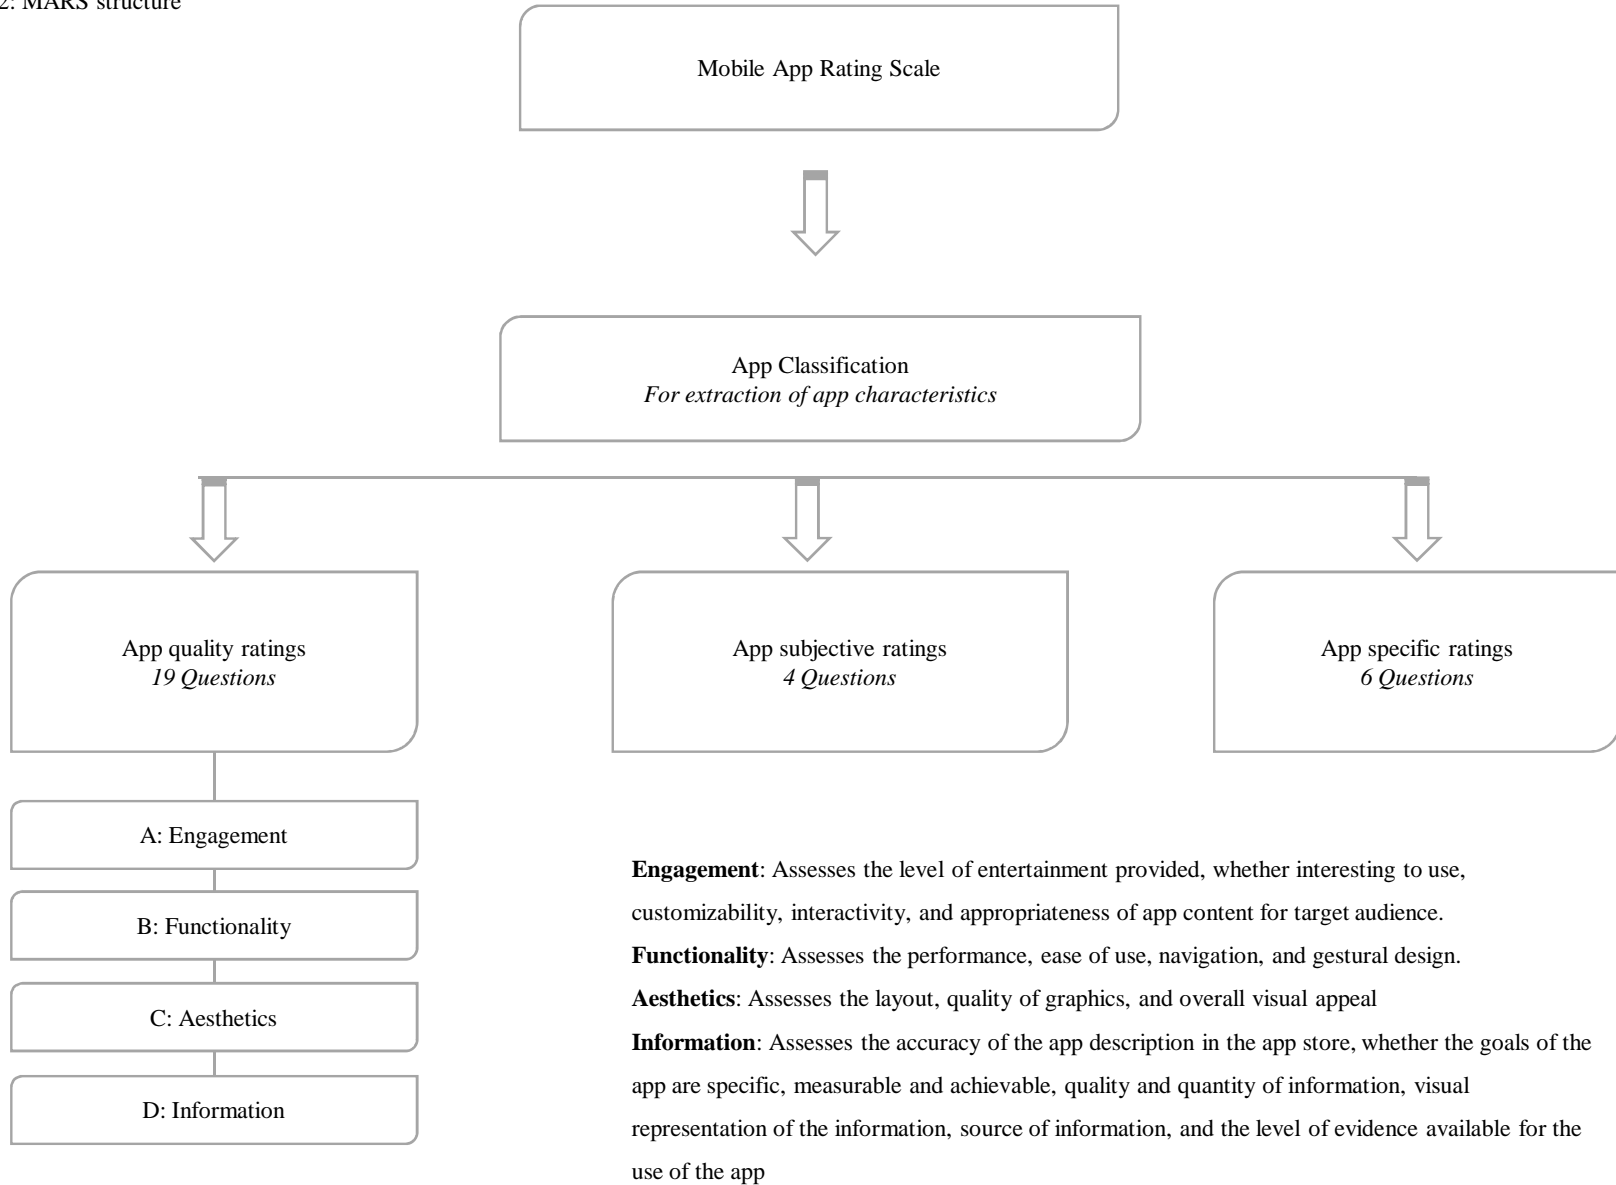 2: MARS structure
Mobile App Rating Scale
App Classification
For extraction of app characteristics
App quality ratings
19 Questions
App subjective ratings
4 Questions
App specific ratings
6 Questions
A: Engagement
B: Functionality
C: Aesthetics
D: Information
Engagement: Assesses the level of entertainment provided, whether interesting to use,
customizability, interactivity, and appropriateness of app content for target audience.
Functionality: Assesses the performance, ease of use, navigation, and gestural design.
Aesthetics: Assesses the layout, quality of graphics, and overall visual appeal
Information: Assesses the accuracy of the app description in the app store, whether the goals of the
app are specific, measurable and achievable, quality and quantity of information, visual
representation of the information, source of information, and the level of evidence available for the
use of the app